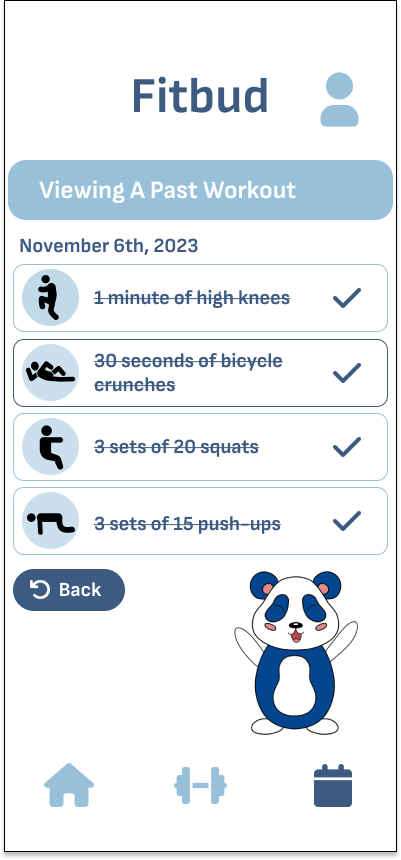 Fitbud
Viewing A Past Workout
November 6th, 2023
1 minute of high knees
30 seconds of bicycle
crunches
3 sets of 20 squats
3 sets of 15 push-ups
Back